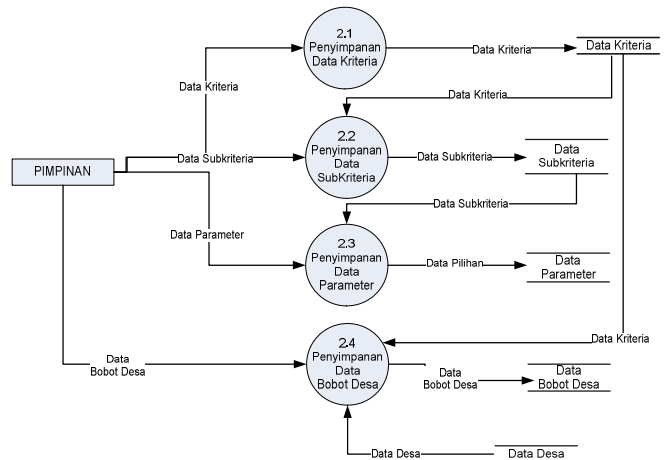 2.1
Penyimpanan
Data Kriteria
Data Kriteria
Data Kriteria
Data Kriteria
Data Kriteria
2.2
Penyimpanan
Data
SubKriteria
PIMPINAN
Data Subkriteria
Data Subkriteria
Data
Subkriteria
Data Subkriteria
Data Parameter
2.3
Penyimpanan
Data
Parameter
Data Pilihan
Data
Parameter
Data Kriteria
2.4
Penyimpanan
Data
Bobot Desa
Data
Bobot Desa
Data
Bobot Desa
Data
Bobot Desa
Data Desa
Data Desa